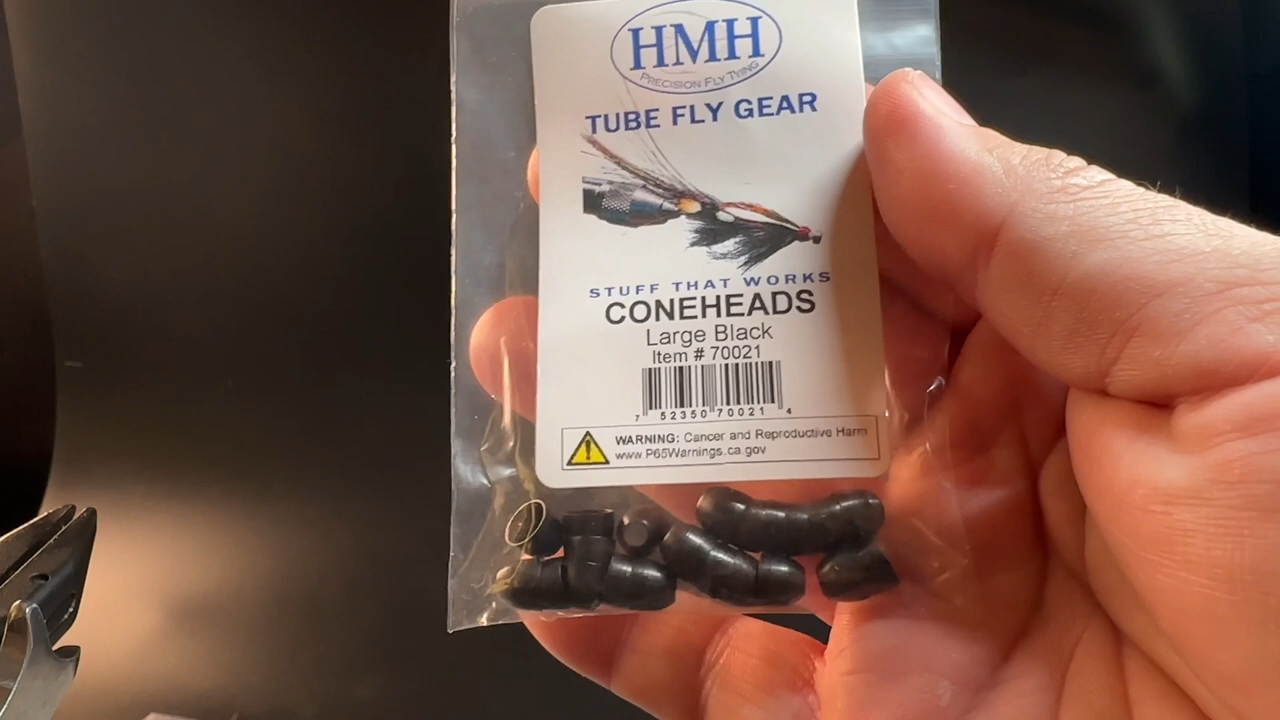 HMH
PRECISION FLY TYING
TUBE FLY GEAR
STUFF THAT WORKS
CONEHEADS
Large Black
Item # 70021
7 52350 70021 4
WARNING: Cancer and Reproductive Harm
www.P65Warnings.ca.gov